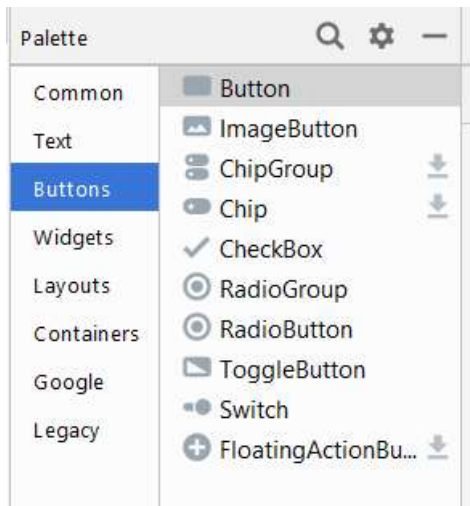 Palette
Common
Text
Buttons
Widgets
Layouts
Containers
Google
Legacy
Button
ImageButton
ChipGroup
Chip
CheckBox
RadioGroup
RadioButton
ToggleButton
Switch
FloatingActionBu...